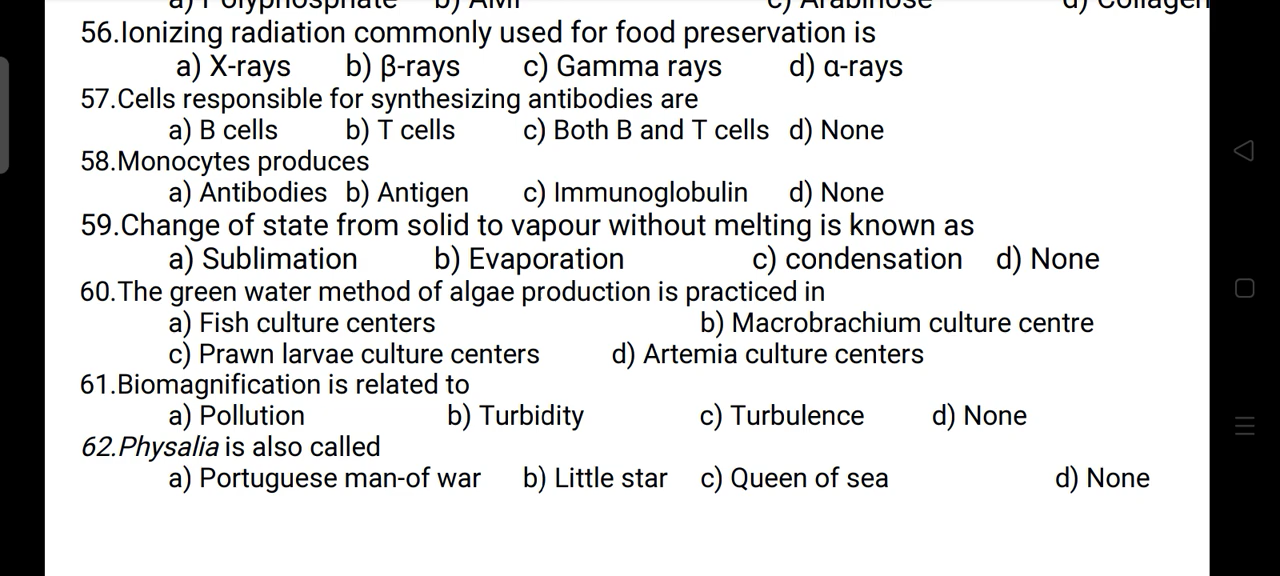 a) Polyphosphate b) AMP c) Arabinose d) Collagen
56.Ionizing radiation commonly used for food preservation is
a) X-rays b) β-rays c) Gamma rays d) α-rays
57.Cells responsible for synthesizing antibodies are
a) B cells b) T cells c) Both B and T cells d) None
58.Monocytes produces
a) Antibodies b) Antigen c) Immunoglobulin d) None
59.Change of state from solid to vapour without melting is known as
a) Sublimation b) Evaporation c) condensation d) None
60.The green water method of algae production is practiced in
a) Fish culture centers b) Macrobrachium culture centre
c) Prawn larvae culture centers d) Artemia culture centers
61.Biomagnification is related to
a) Pollution b) Turbidity c) Turbulence d) None
62.Physalia is also called
a) Portuguese man-of war b) Little star c) Queen of sea d) None